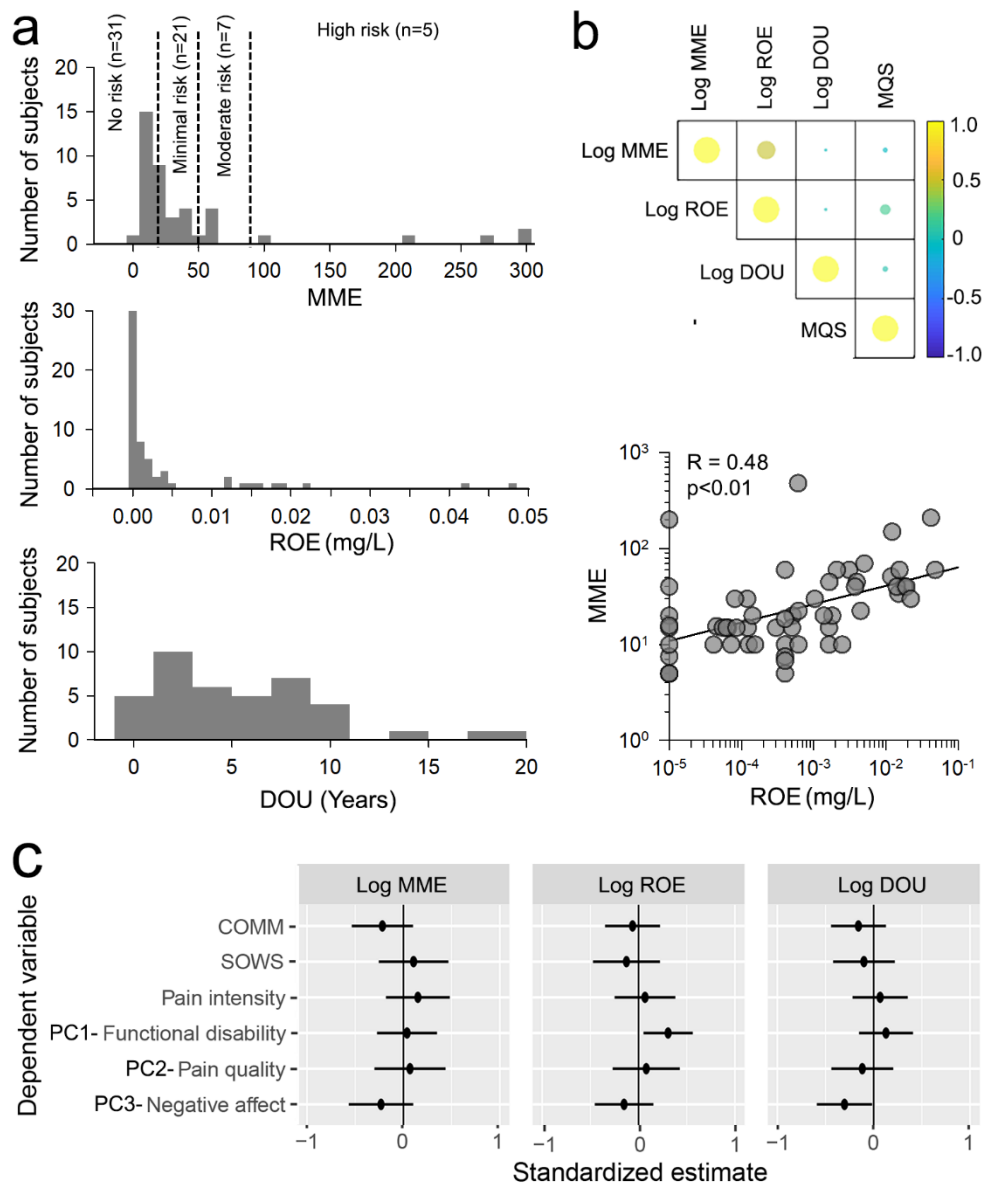 a
No risk (n=31)
Minimal risk (n=21)
Moderate risk (n=7)
High risk (n=5)
Number of subjects
20
15
10
5
0
0
50
100
150
200
250
300
MME
Number of subjects
30
20
10
0
0.00
0.01
0.02
0.03
0.04
0.05
ROE (mg/L)
Number of subjects
20
15
10
5
0
0
5
10
15
20
DOU (Years)
b
Log MME
Log ROE
Log DOU
MQS
Log MME
Log ROE
Log DOU
MQS
1.0
0.5
0
-0.5
-1.0
R = 0.48
p<0.01
MME
10³
10²
10¹
10⁰
10⁻⁵
10⁻⁴
10⁻³
10⁻²
10⁻¹
ROE (mg/L)
c
Dependent variable
Log MME
Log ROE
Log DOU
COMM
SOWS
Pain intensity
PC1- Functional disability
PC2- Pain quality
PC3- Negative affect
−1
0
1
−1
0
1
−1
0
1
Standardized estimate